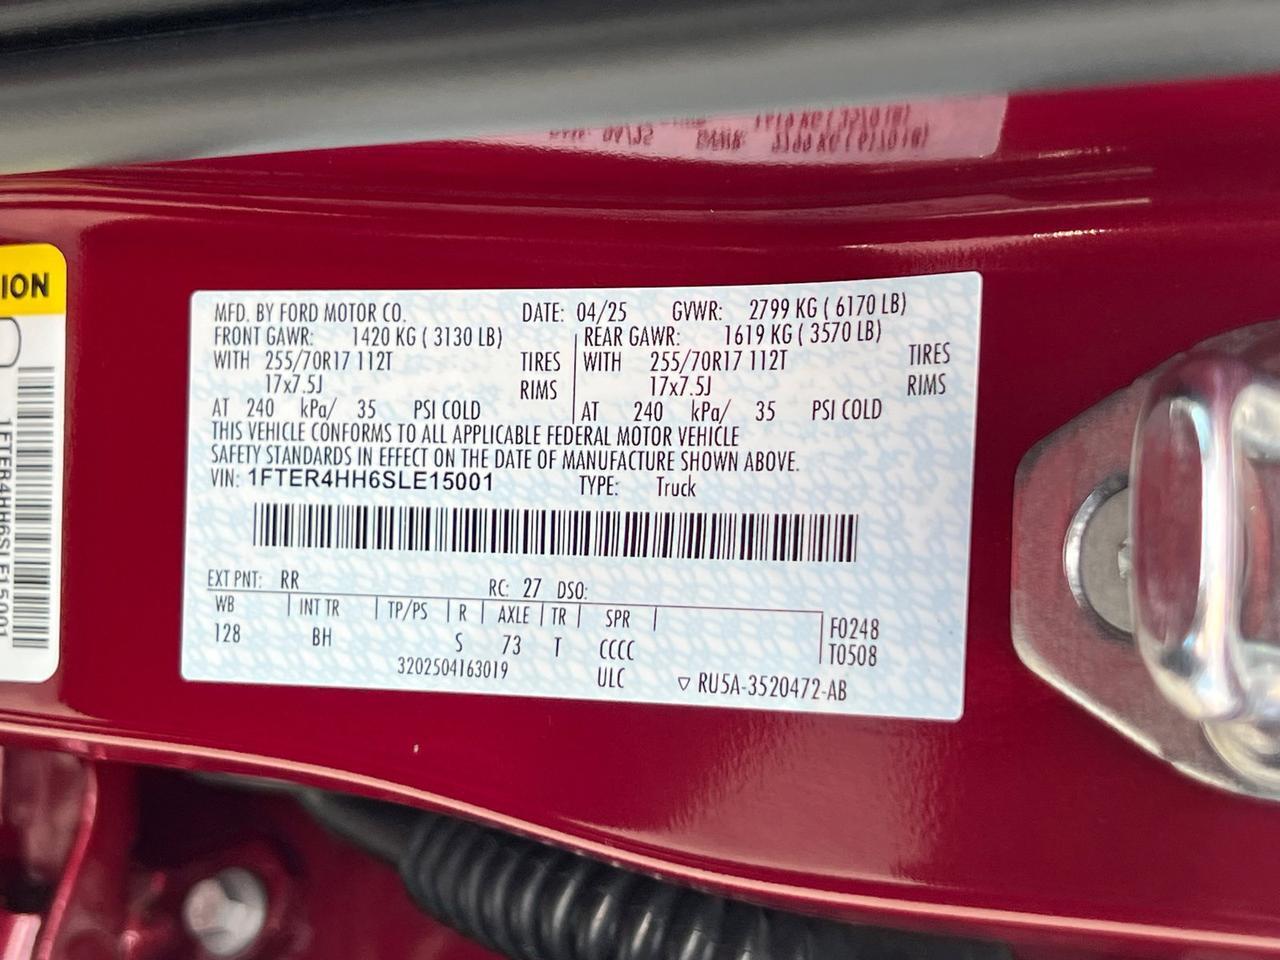 ION
1FTER4HH6SLE15001
MFD. BY FORD MOTOR CO. DATE: 04/25 GVWR: 2799 KG ( 6170 LB)
FRONT GAWR: 1420 KG ( 3130 LB) REAR GAWR: 1619 KG ( 3570 LB)
WITH 255/70R17 112T TIRES WITH 255/70R17 112T TIRES
17x7.5J RIMS 17x7.5J RIMS
AT 240 kPa/ 35 PSI COLD AT 240 kPa/ 35 PSI COLD
THIS VEHICLE CONFORMS TO ALL APPLICABLE FEDERAL MOTOR VEHICLE
SAFETY STANDARDS IN EFFECT ON THE DATE OF MANUFACTURE SHOWN ABOVE.
VIN: 1FTER4HH6SLE15001 TYPE: Truck
EXT PNT: RR RC: 27 DSO:
WB INT TR TP/PS R AXLE TR SPR F0248
128 BH S 73 T CCCC T0508
3202504163019 ULC ▽ RU5A-3520472-AB